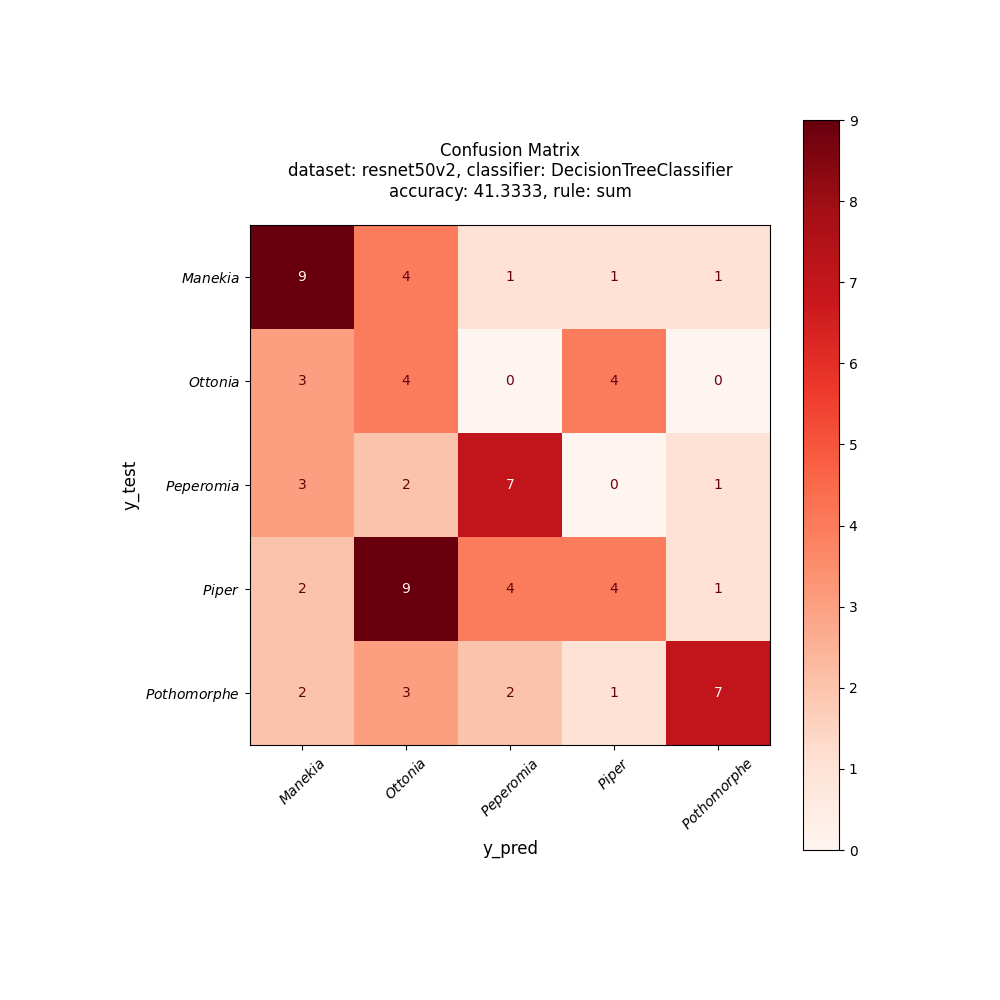 Confusion Matrix
dataset: resnet50v2, classifier: DecisionTreeClassifier
accuracy: 41.3333, rule: sum
Manekia 9 4 1 1 1
Ottonia 3 4 0 4 0
Peperomia 3 2 7 0 1
Piper 2 9 4 4 1
Pothomorphe 2 3 2 1 7
Manekia Ottonia Peperomia Piper Pothomorphe
y_test
y_pred
9
8
7
6
5
4
3
2
1
0